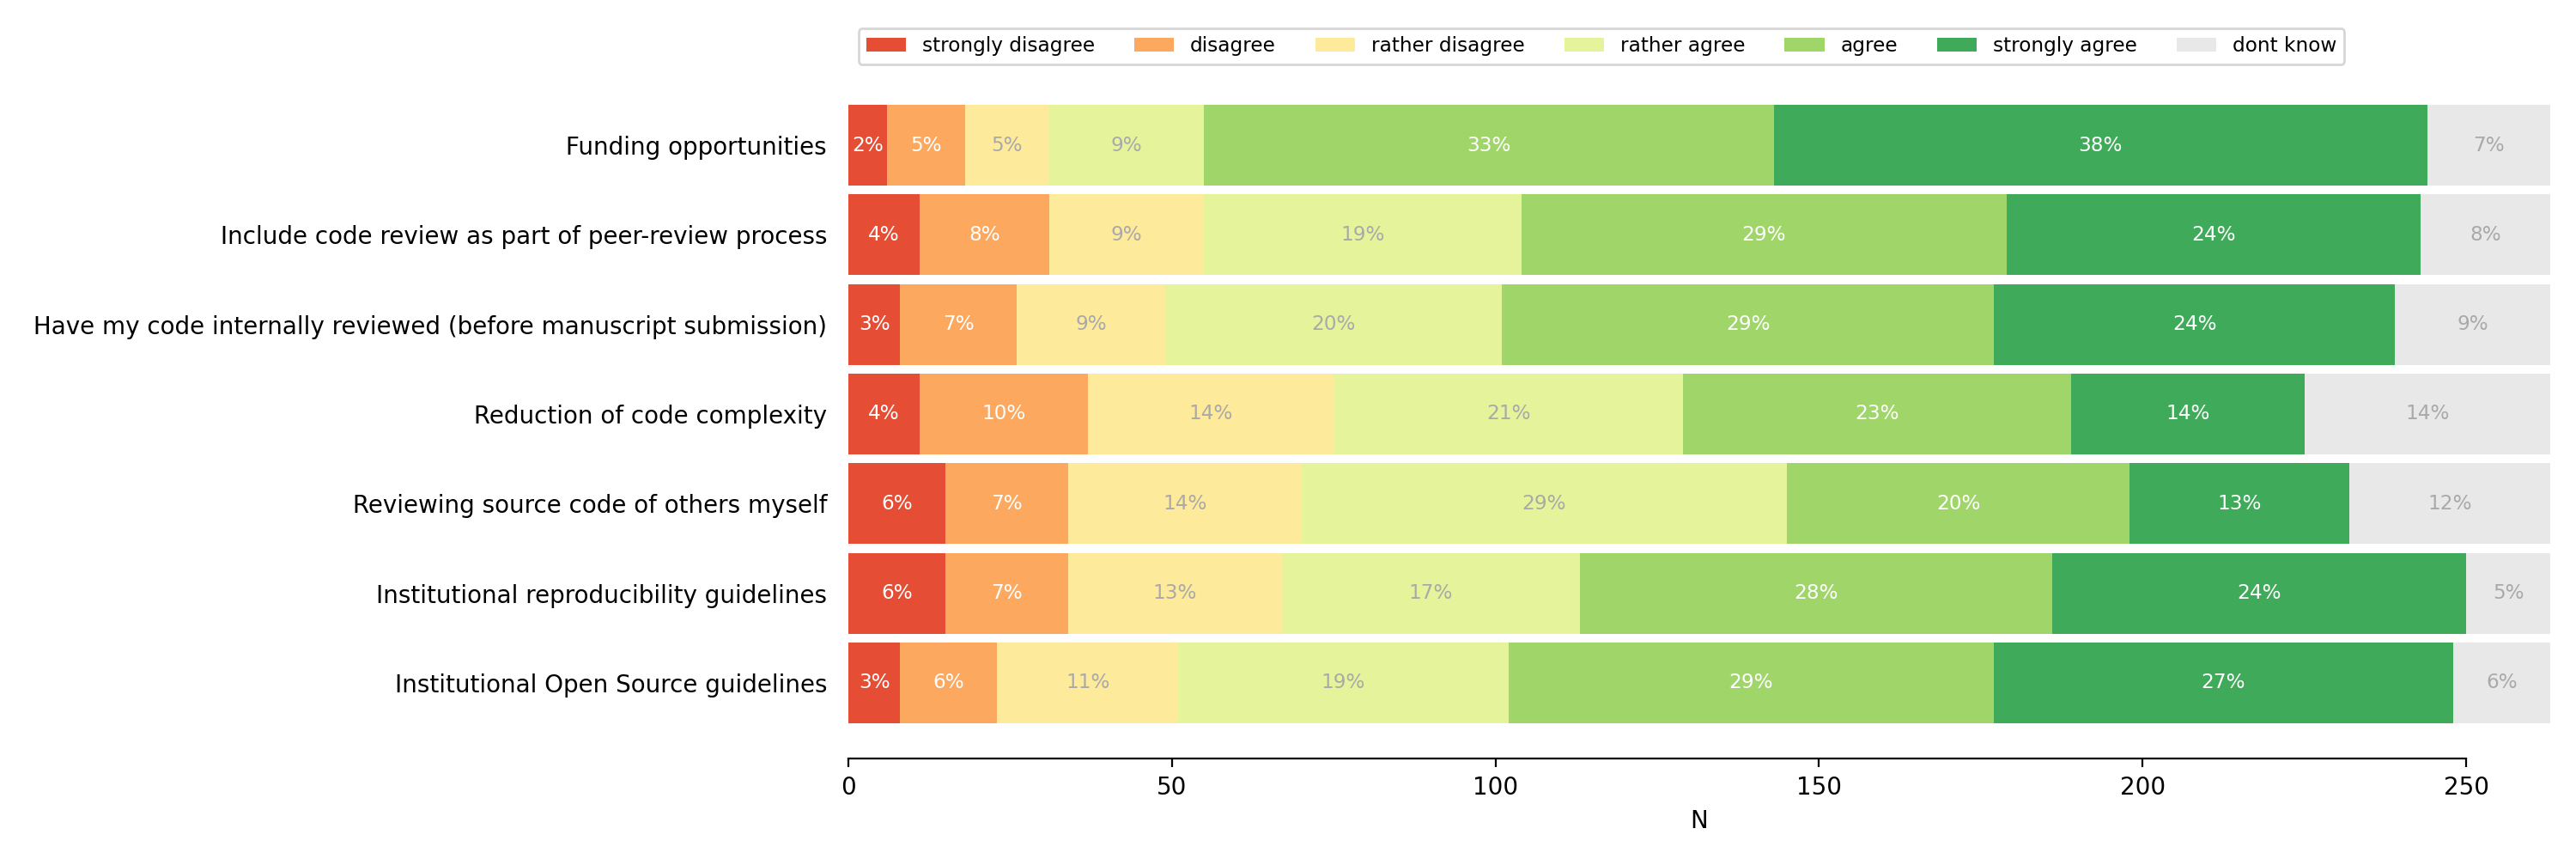 strongly disagree disagree rather disagree rather agree agree strongly agree dont know
Funding opportunities 2% 5% 5% 9% 33% 38% 7%
Include code review as part of peer-review process 4% 8% 9% 19% 29% 24% 8%
Have my code internally reviewed (before manuscript submission) 3% 7% 9% 20% 29% 24% 9%
Reduction of code complexity 4% 10% 14% 21% 23% 14% 14%
Reviewing source code of others myself 6% 7% 14% 29% 20% 13% 12%
Institutional reproducibility guidelines 6% 7% 13% 17% 28% 24% 5%
Institutional Open Source guidelines 3% 6% 11% 19% 29% 27% 6%
0 50 100 150 200 250
N